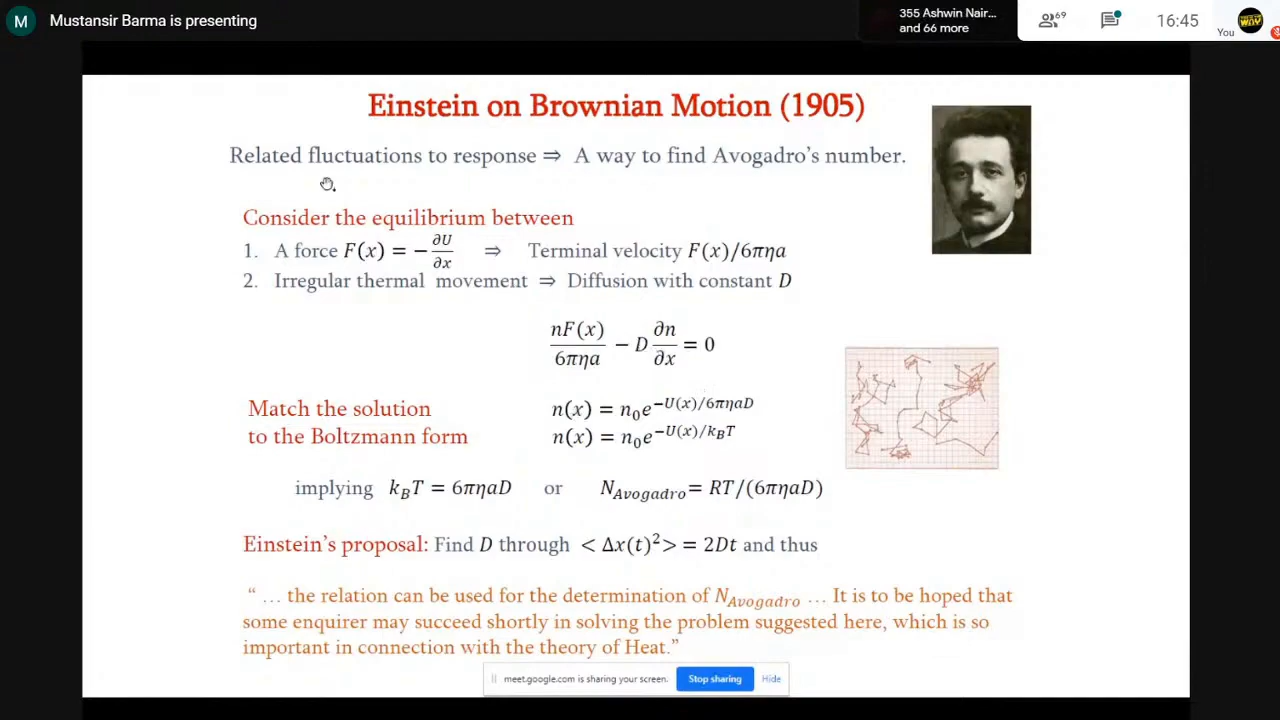 M Mustansir Barma is presenting
355 Ashwin Nair...
and 66 more
69
16:45
You
Einstein on Brownian Motion (1905)
Related fluctuations to response ⇒ A way to find Avogadro's number.
Consider the equilibrium between
1. A force F(x) = −∂U/∂x ⇒ Terminal velocity F(x)/6πηa
2. Irregular thermal movement ⇒ Diffusion with constant D
nF(x)/6πηa − D ∂n/∂x = 0
Match the solution n(x) = n₀e^{−U(x)/6πηaD}
to the Boltzmann form n(x) = n₀e^{−U(x)/k_BT}
implying k_BT = 6πηaD or N_Avogadro = RT/(6πηaD)
Einstein's proposal: Find D through < Δx(t)² > = 2Dt and thus
“ … the relation can be used for the determination of N_Avogadro … It is to be hoped that
some enquirer may succeed shortly in solving the problem suggested here, which is so
important in connection with the theory of Heat.”
meet.google.com is sharing your screen. Stop sharing Hide